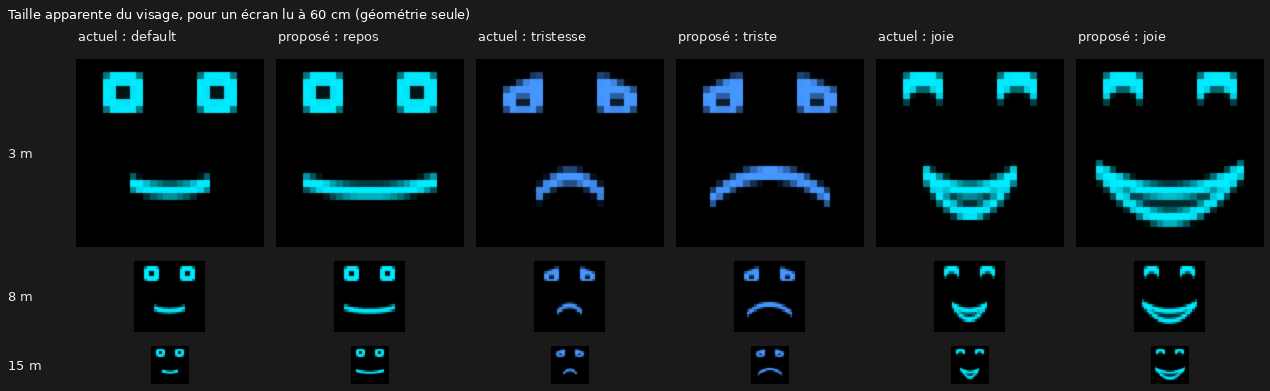 Taille apparente du visage, pour un écran lu à 60 cm (géométrie seule)
actuel : default
proposé : repos
actuel : tristesse
proposé : triste
actuel : joie
proposé : joie
3 m
8 m
15 m